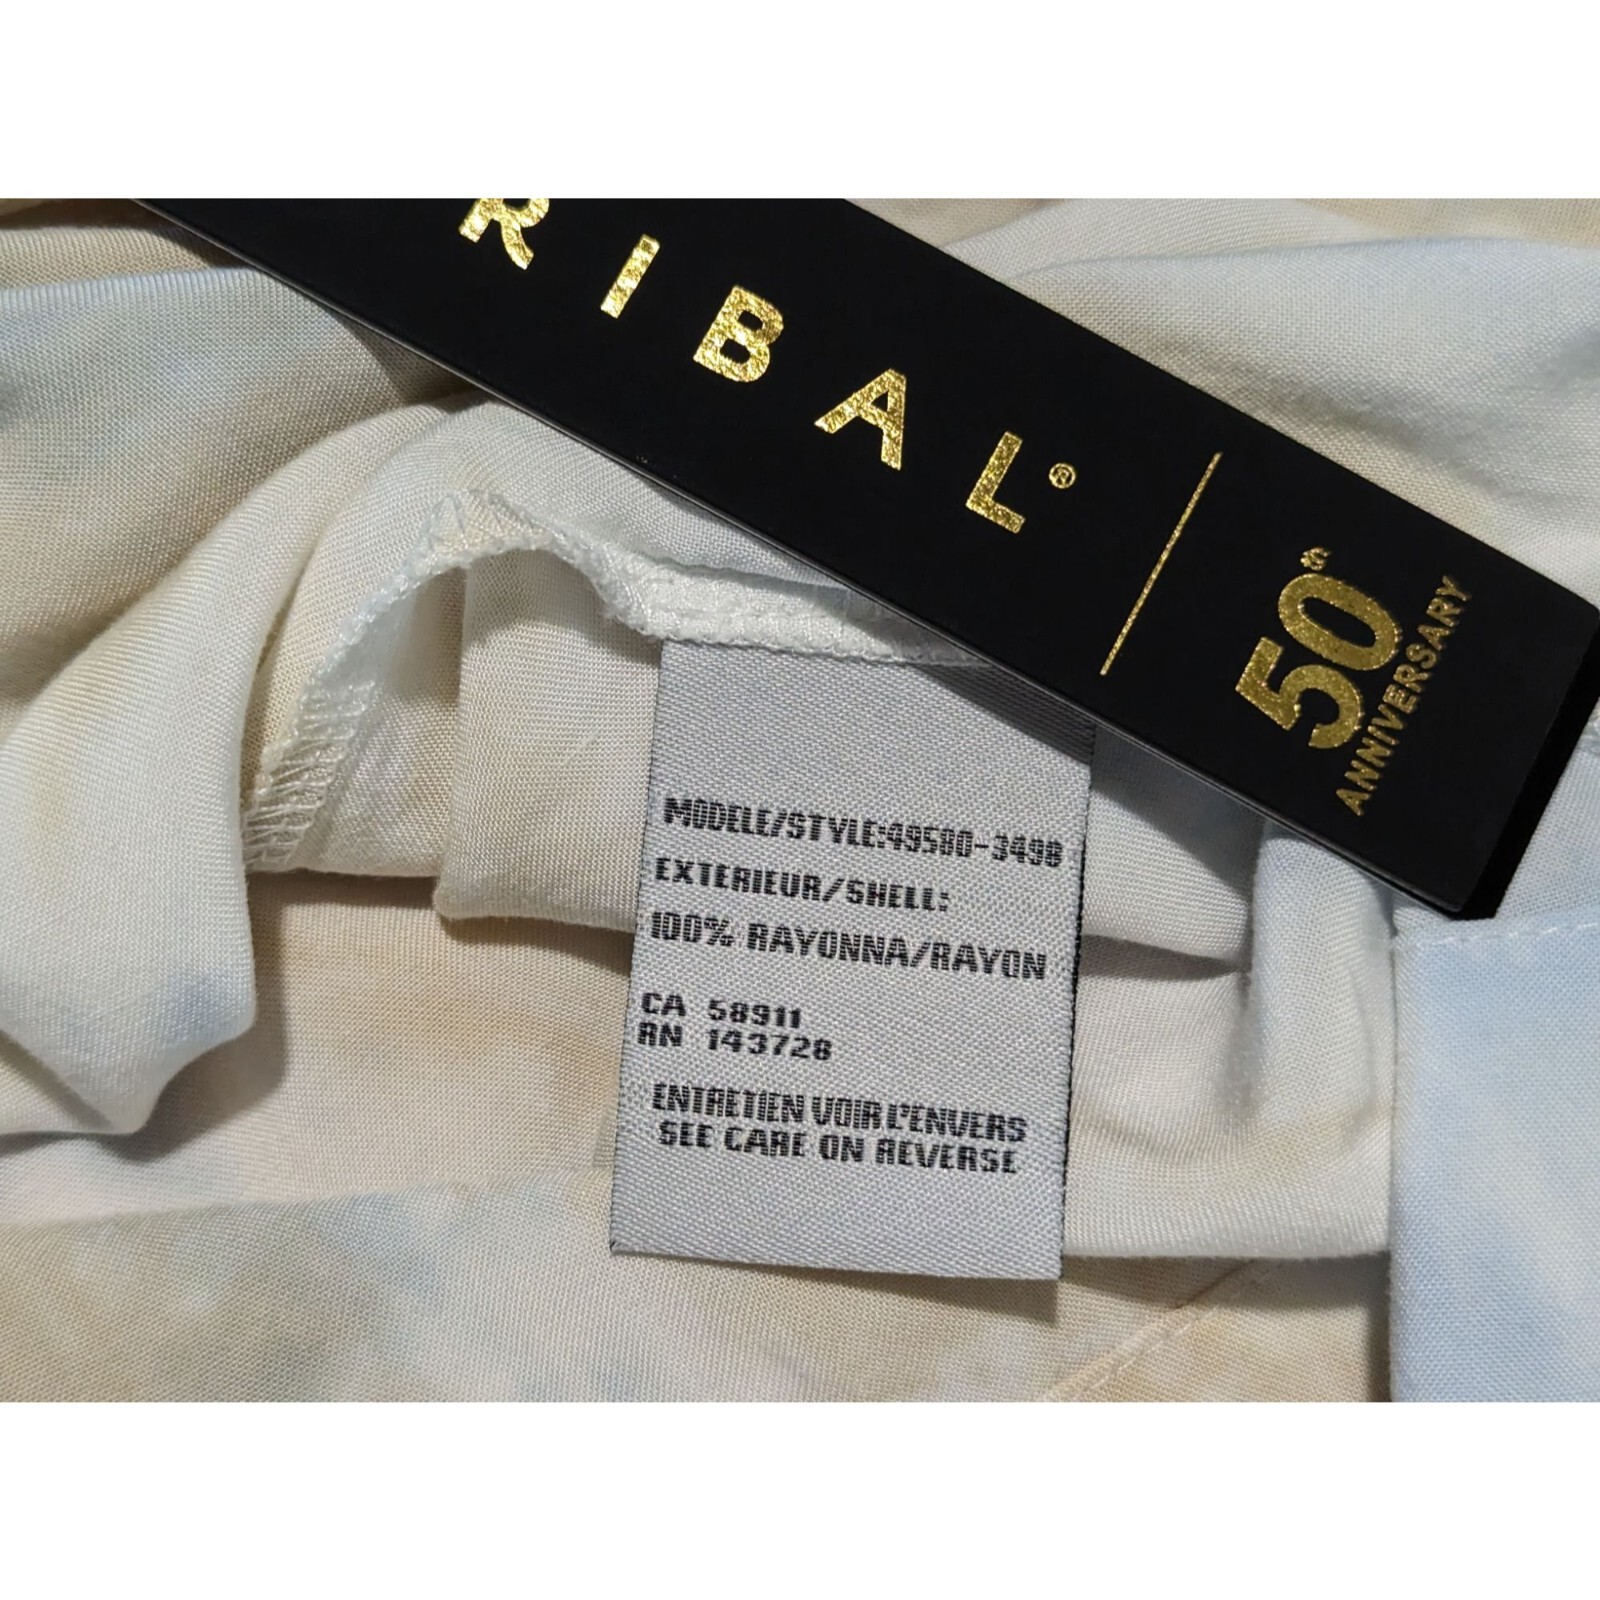 RIBAL®
50th
ANNIVERSARY
MODELE/STYLE:49580-3498
EXTERIEUR/SHELL:
100% RAYONNA/RAYON
CA 58911
RN 143728
ENTRETIEN VOIR L'ENVERS
SEE CARE ON REVERSE